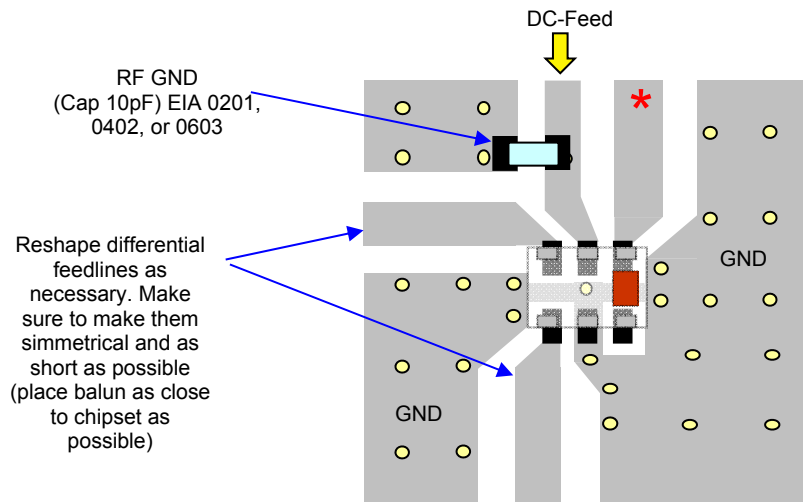 DC-Feed
RF GND
(Cap 10pF) EIA 0201,
0402, or 0603
*
Reshape differential
feedlines as
necessary. Make
sure to make them
simmetrical and as
short as possible
(place balun as close
to chipset as
possible)
GND
GND